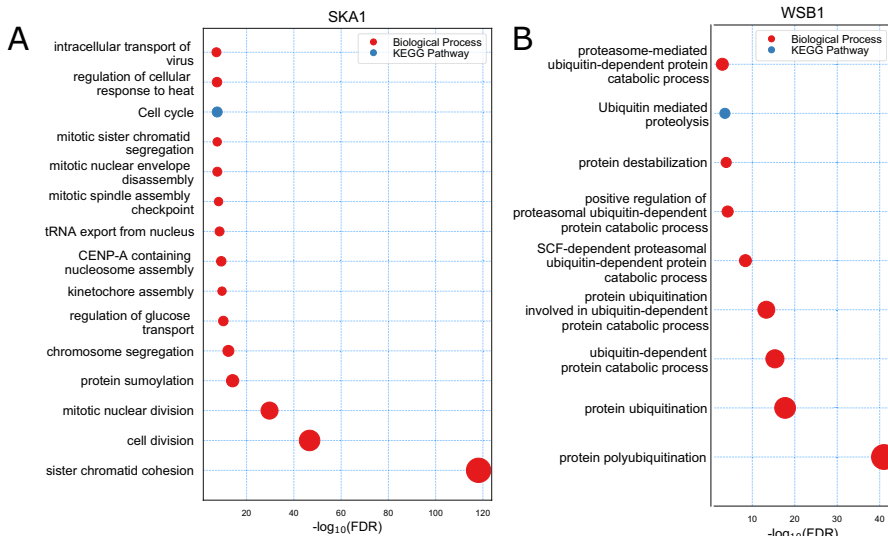 SKA1
A
Biological Process
KEGG Pathway
intracellular transport of
virus
regulation of cellular
response to heat
Cell cycle
mitotic sister chromatid
segregation
mitotic nuclear envelope
disassembly
mitotic spindle assembly
checkpoint
tRNA export from nucleus
CENP-A containing
nucleosome assembly
kinetochore assembly
regulation of glucose
transport
chromosome segregation
protein sumoylation
mitotic nuclear division
cell division
sister chromatid cohesion
20 40 60 80 100 120
-log₁₀(FDR)
WSB1
B
Biological Process
KEGG Pathway
proteasome-mediated
ubiquitin-dependent protein
catabolic process
Ubiquitin mediated
proteolysis
protein destabilization
positive regulation of
proteasomal ubiquitin-dependent
protein catabolic process
SCF-dependent proteasomal
ubiquitin-dependent protein
catabolic process
protein ubiquitination
involved in ubiquitin-dependent
protein catabolic process
ubiquitin-dependent
protein catabolic process
protein ubiquitination
protein polyubiquitination
10 20 30 40
-log₁₀(FDR)